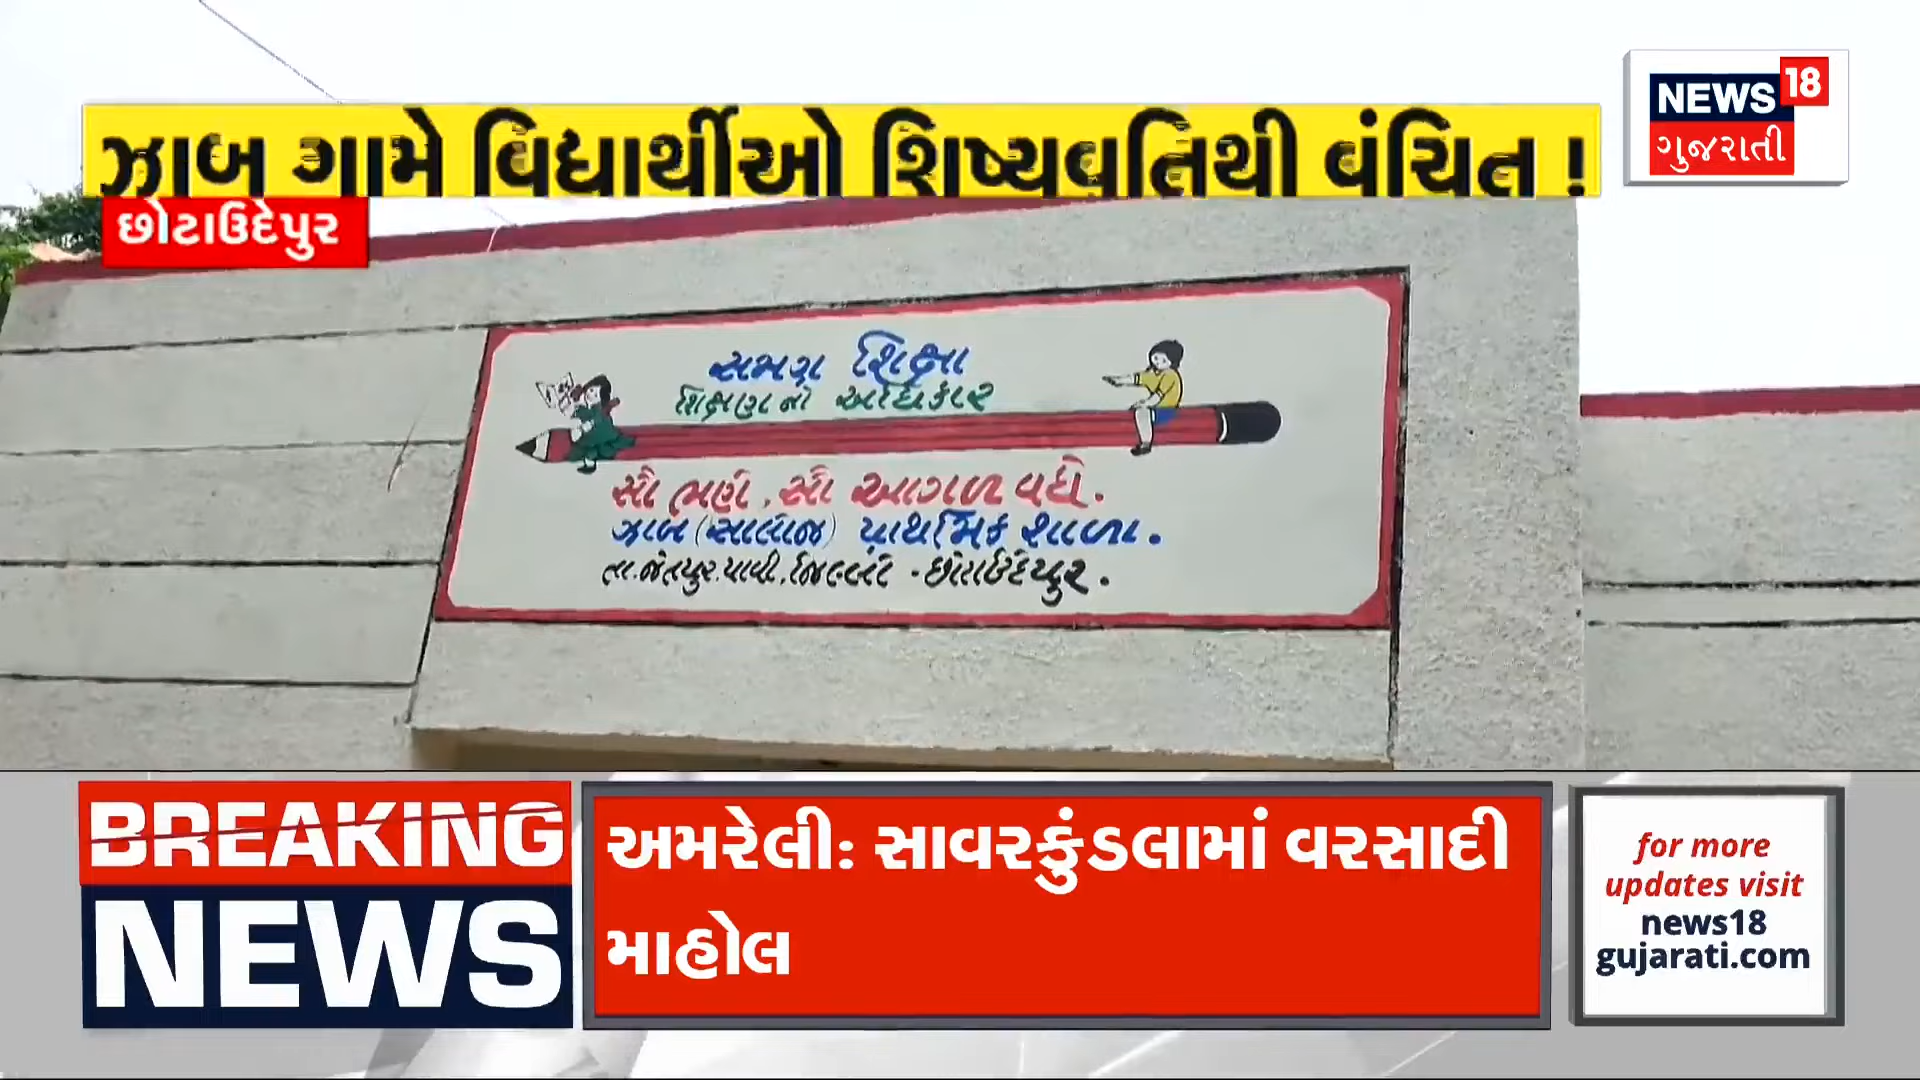 ઝાબ ગામે વિદ્યાર્થીઓ શિષ્યવૃતિથી વંચિત !
NEWS 18
ગુજરાતી
છોટાઉદેપુર
સમગ્ર શિક્ષા
શિક્ષણ નો અધિકાર
સૌ ભણે, સૌ આગળ વધે.
ઝાબ (સાલોજ) પ્રાથમિક શાળા.
તા.જેતપુર.પાવી.જિલ્લો - છોટાઉદેપુર.
BREAKING
NEWS
અમરેલી: સાવરકુંડલામાં વરસાદી
માહોલ
for more
updates visit
news18
gujarati.com